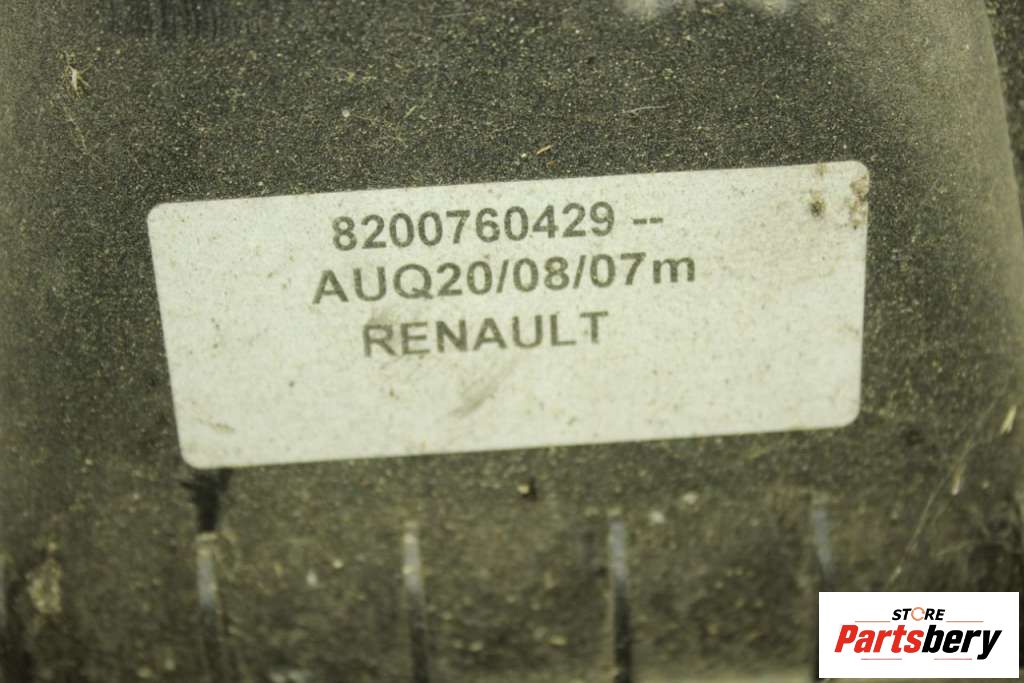 8200760429 --
AUQ20/08/07m
RENAULT
STORE
Partsbery